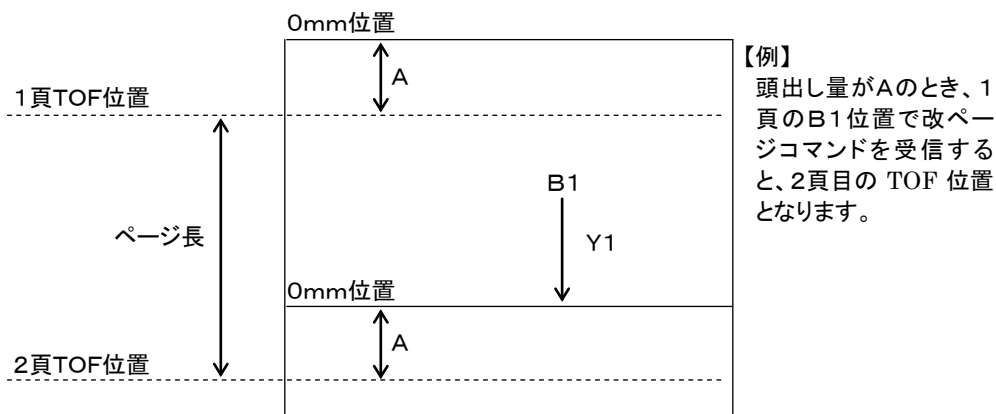 0mm位置
A
1頁TOF位置
ページ長
B1
Y1
0mm位置
A
2頁TOF位置
【例】
頭出し量がAのとき、1
頁のB1位置で改ペー
ジコマンドを受信する
と、2頁目の TOF 位置
となります。